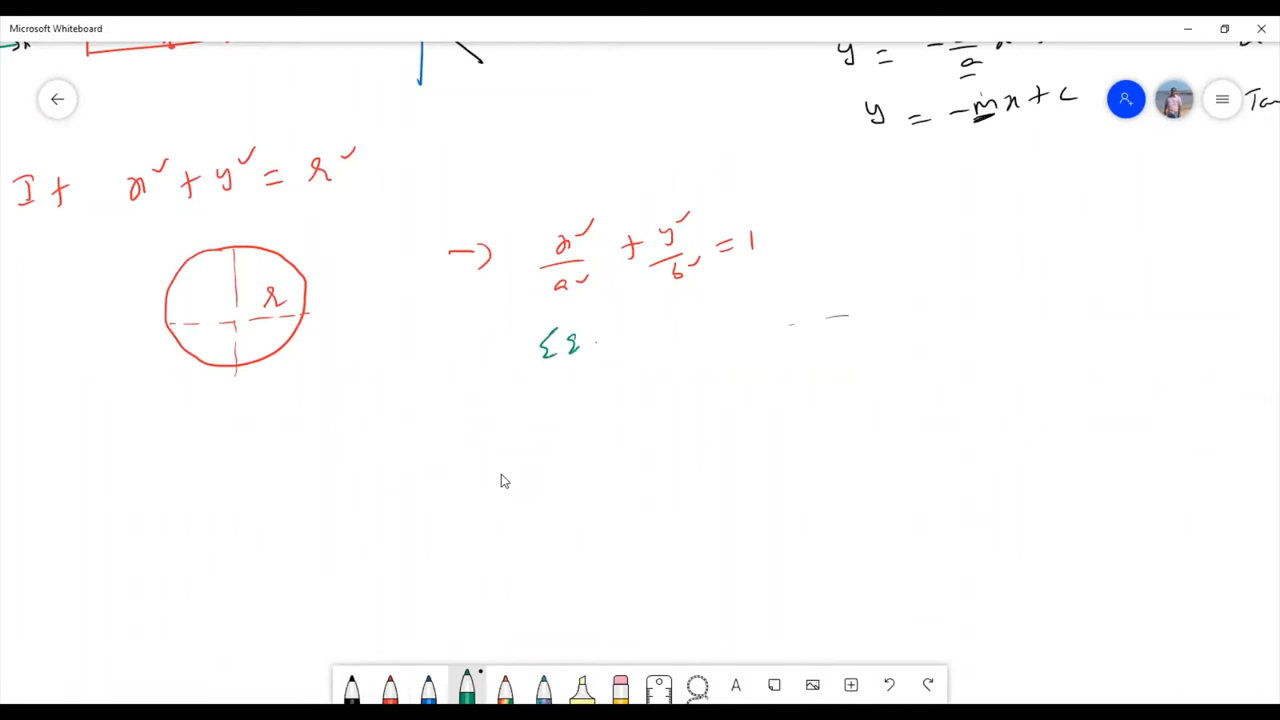 Microsoft Whiteboard
y = -mx + c
If x² + y² = r²
r
→ x²/a² + y²/b² = 1
A